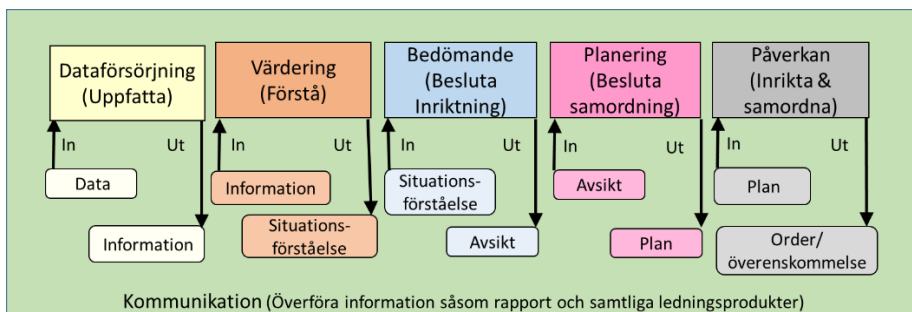 Dataförsörjning
(Uppfatta)
Värdering
(Förstå)
Bedömande
(Besluta
Inriktning)
Planering
(Besluta
samordning)
Påverkan
(Inrikta &
samordna)
In
Ut
In
Ut
In
Ut
In
Ut
In
Ut
Data
Information
Information
Situations-
förståelse
Situations-
förståelse
Avsikt
Avsikt
Plan
Plan
Order/
överenskommelse
Kommunikation (Överföra information såsom rapport och samtliga ledningsprodukter)